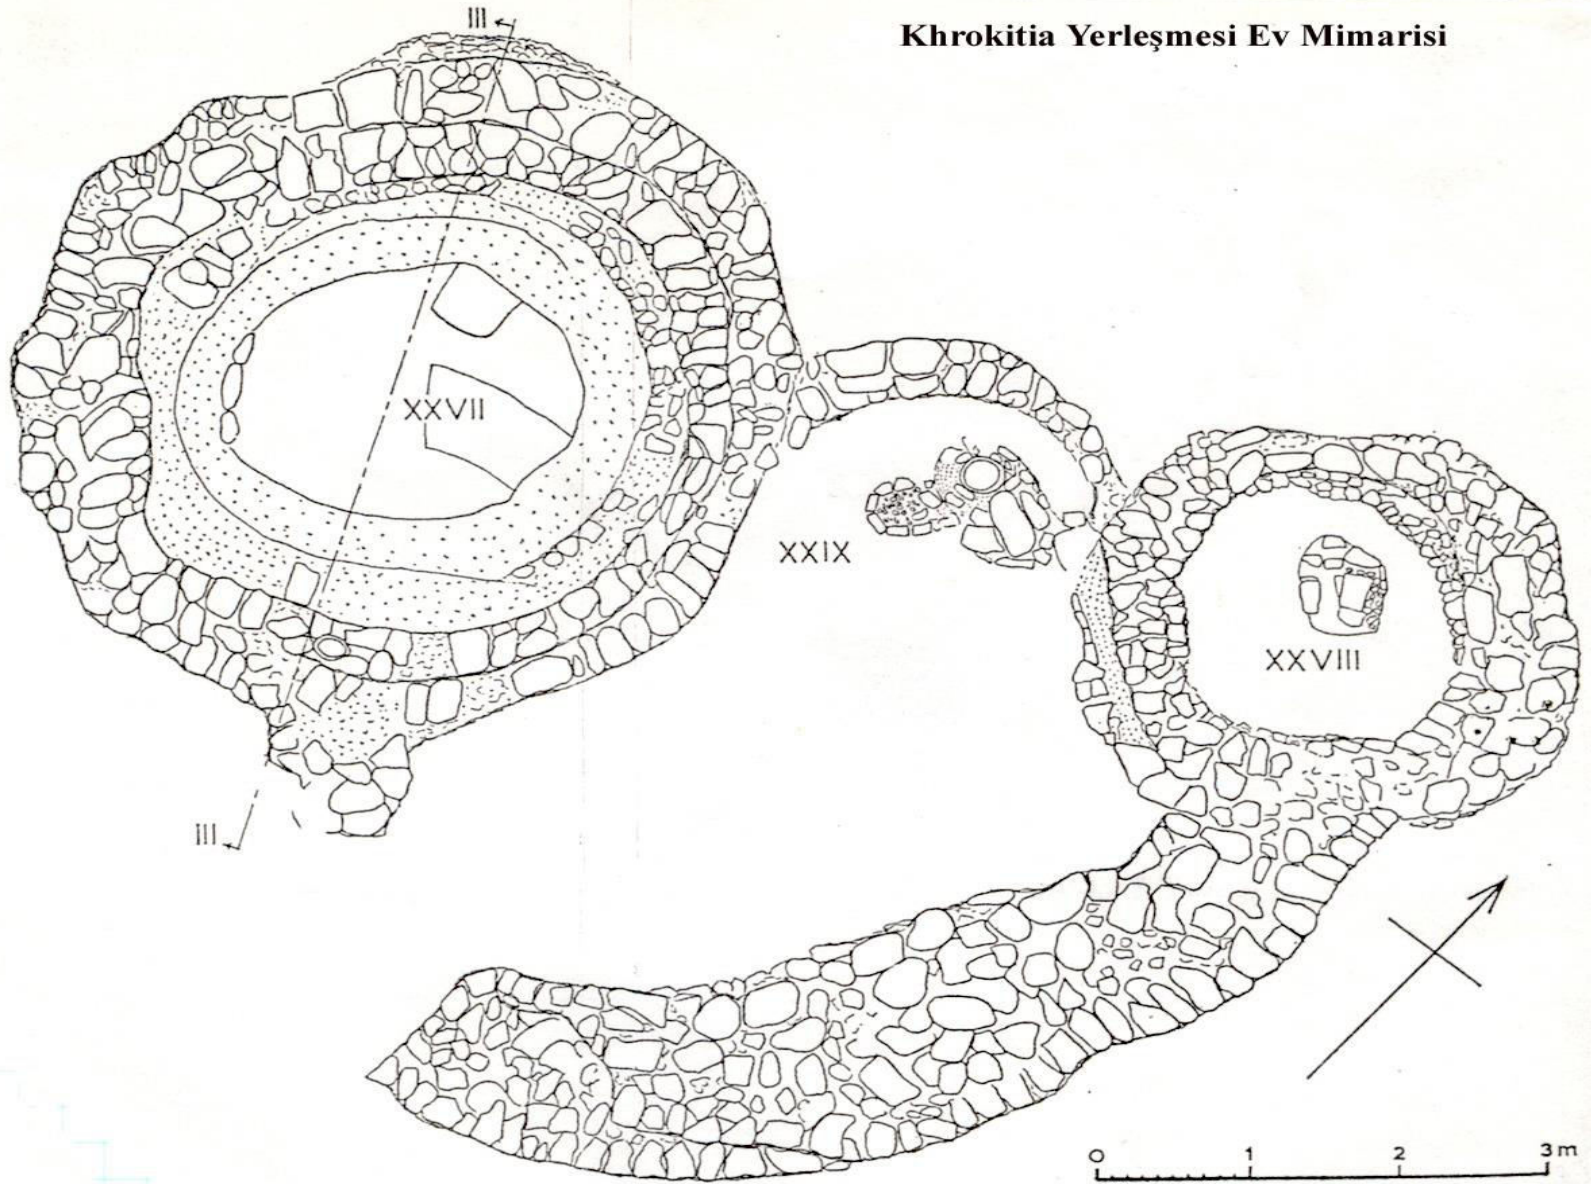 III
Khrokitia Yerleşmesi Ev Mimarisi
XXVII
XXIX
XXVIII
III
0 1 2 3 m